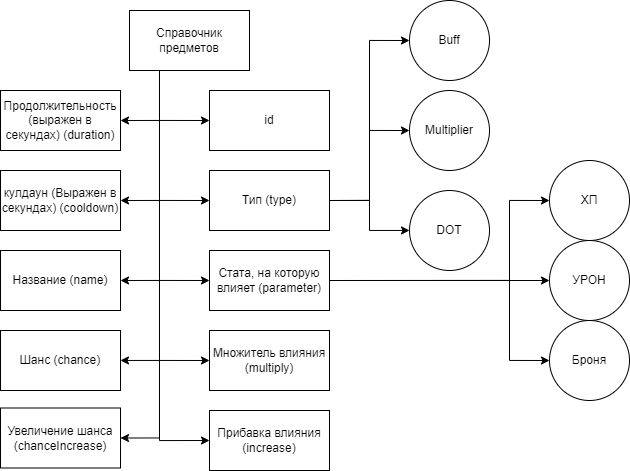 Справочник
предметов
Buff
Продолжительность
(выражен в
секундах) (duration)
id
Multiplier
кулдаун (Выражен в
секундах) (cooldown)
Тип (type)
ХП
DOT
Название (name)
Стата, на которую
влияет (parameter)
УРОН
Шанс (chance)
Множитель влияния
(multiply)
Броня
Увеличение шанса
(chanceIncrease)
Прибавка влияния
(increase)